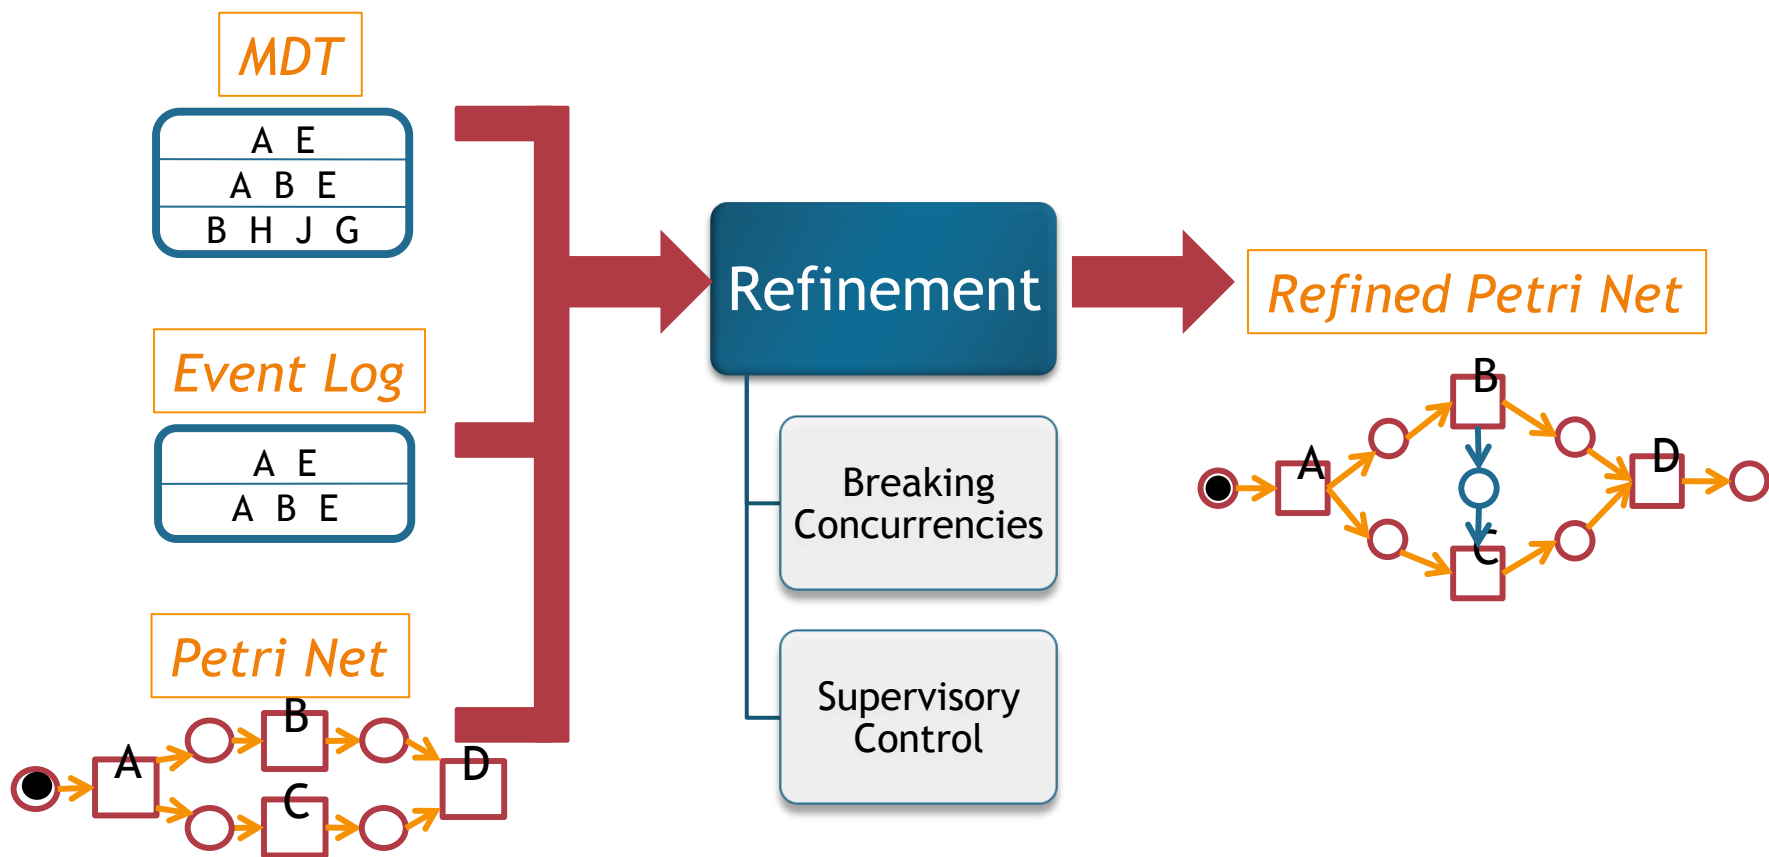 MDT
A E
A B E
B H J G
Event Log
A E
A B E
Petri Net
A
B
C
D
Refinement
Breaking
Concurrencies
Supervisory
Control
Refined Petri Net
A
B
C
D